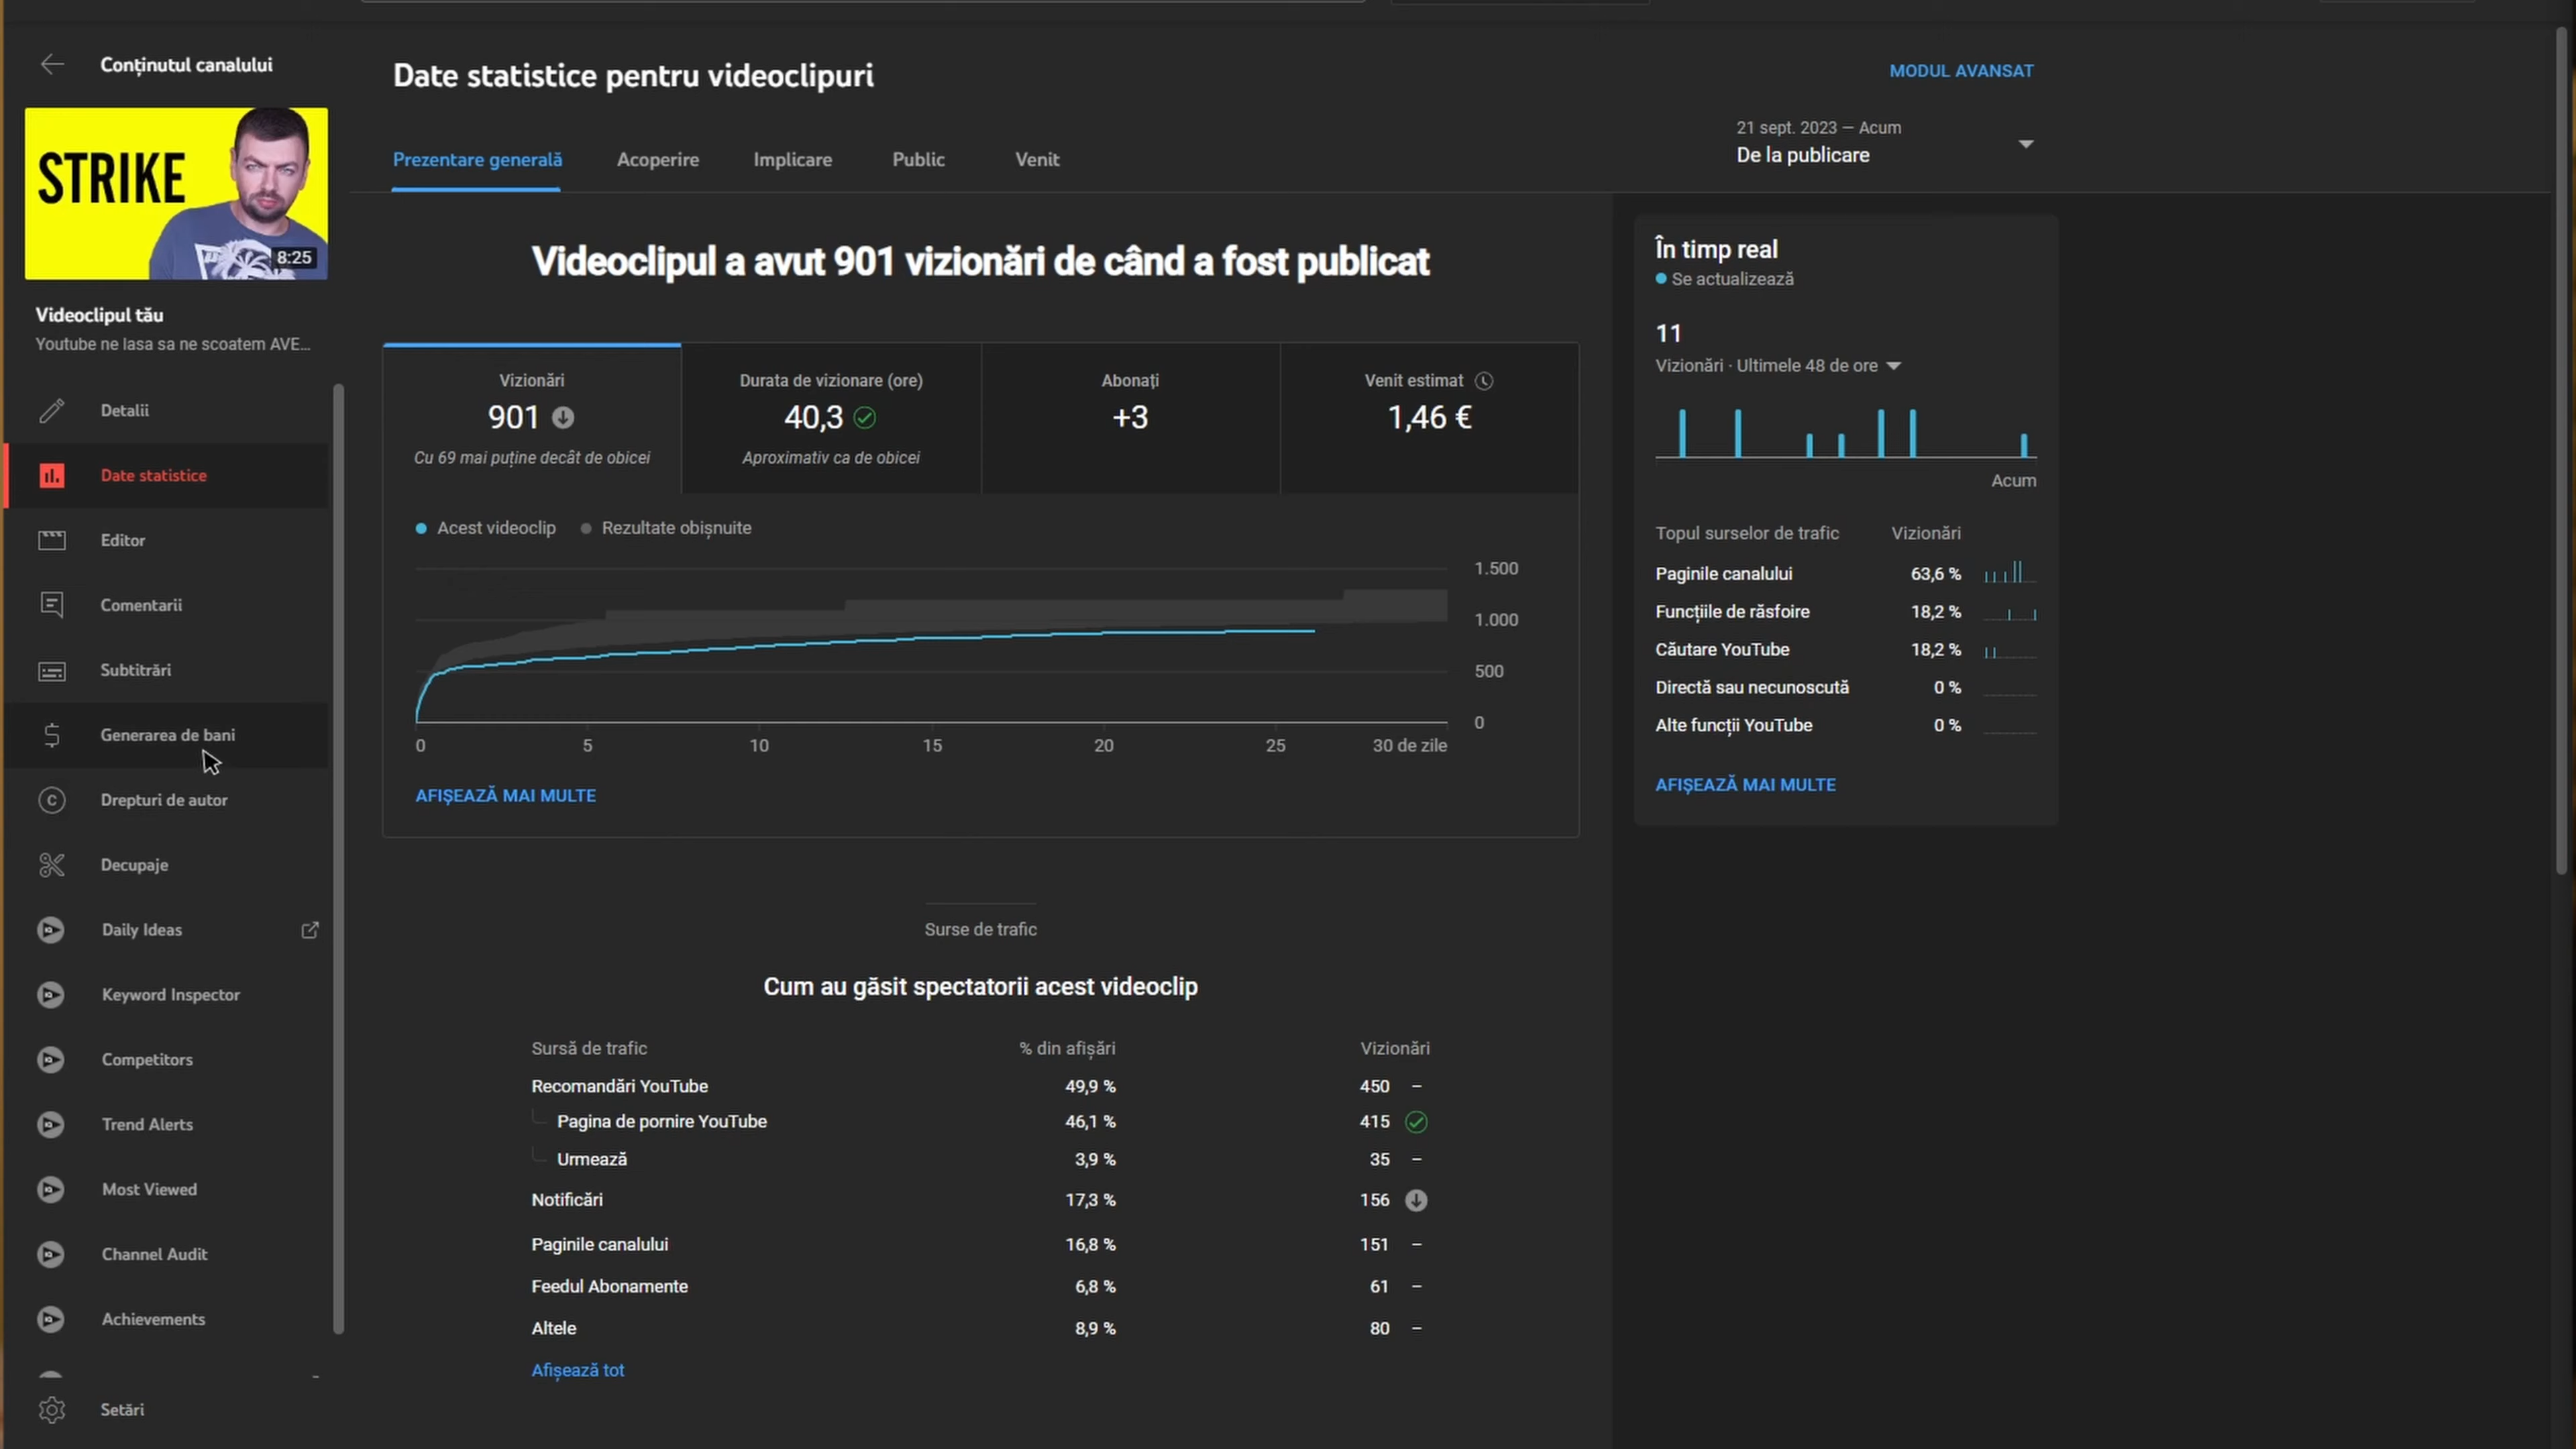 Conținutul canalului
STRIKE
8:25
Videoclipul tău
Youtube ne lasa sa ne scoatem AVE...
Detalii
Date statistice
Editor
Comentarii
Subtitrări
Generarea de bani
Drepturi de autor
Decupaje
Daily Ideas
Keyword Inspector
Competitors
Trend Alerts
Most Viewed
Channel Audit
Achievements
Setări
Date statistice pentru videoclipuri
MODUL AVANSAT
Prezentare generală
Acoperire
Implicare
Public
Venit
21 sept. 2023 – Acum
De la publicare
Videoclipul a avut 901 vizionări de când a fost publicat
Vizionări
901
Cu 69 mai puține decât de obicei
Durata de vizionare (ore)
40,3
Aproximativ ca de obicei
Abonați
+3
Venit estimat
1,46 €
Acest videoclip
Rezultate obișnuite
1.500
1.000
500
0
0 5 10 15 20 25 30 de zile
AFIȘEAZĂ MAI MULTE
Surse de trafic
Cum au găsit spectatorii acest videoclip
Sursă de trafic % din afișări Vizionări
Recomandări YouTube 49,9 % 450 –
Pagina de pornire YouTube 46,1 % 415
Urmează 3,9 % 35 –
Notificări 17,3 % 156
Paginile canalului 16,8 % 151 –
Feedul Abonamente 6,8 % 61 –
Altele 8,9 % 80 –
Afișează tot
În timp real
Se actualizează
11
Vizionări · Ultimele 48 de ore
Acum
Topul surselor de trafic Vizionări
Paginile canalului 63,6 %
Funcțiile de răsfoire 18,2 %
Căutare YouTube 18,2 %
Directă sau necunoscută 0 %
Alte funcții YouTube 0 %
AFIȘEAZĂ MAI MULTE